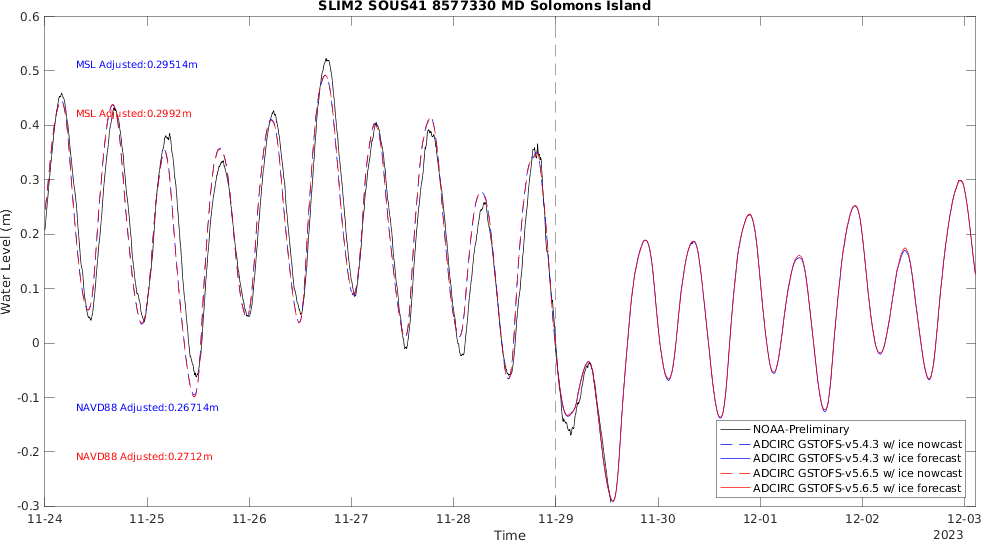 SLIM2 SOUS41 8577330 MD Solomons Island
0.6
0.5
0.4
0.3
0.2
0.1
0
-0.1
-0.2
-0.3
Water Level (m)
MSL Adjusted:0.29514m
MSL Adjusted:0.2992m
NAVD88 Adjusted:0.26714m
NAVD88 Adjusted:0.2712m
NOAA-Preliminary
ADCIRC GSTOFS-v5.4.3 w/ ice nowcast
ADCIRC GSTOFS-v5.4.3 w/ ice forecast
ADCIRC GSTOFS-v5.6.5 w/ ice nowcast
ADCIRC GSTOFS-v5.6.5 w/ ice forecast
11-24 11-25 11-26 11-27 11-28 11-29 11-30 12-01 12-02 12-03
Time
2023